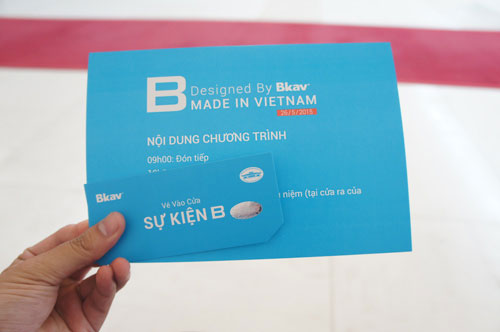 B Designed By Bkav
MADE IN VIETNAM
26/5/2015
NỘI DUNG CHƯƠNG TRÌNH
09h00: Đón tiếp
niệm (tại cửa ra của
Bkav
Vé Vào Cửa
SỰ KIỆN B